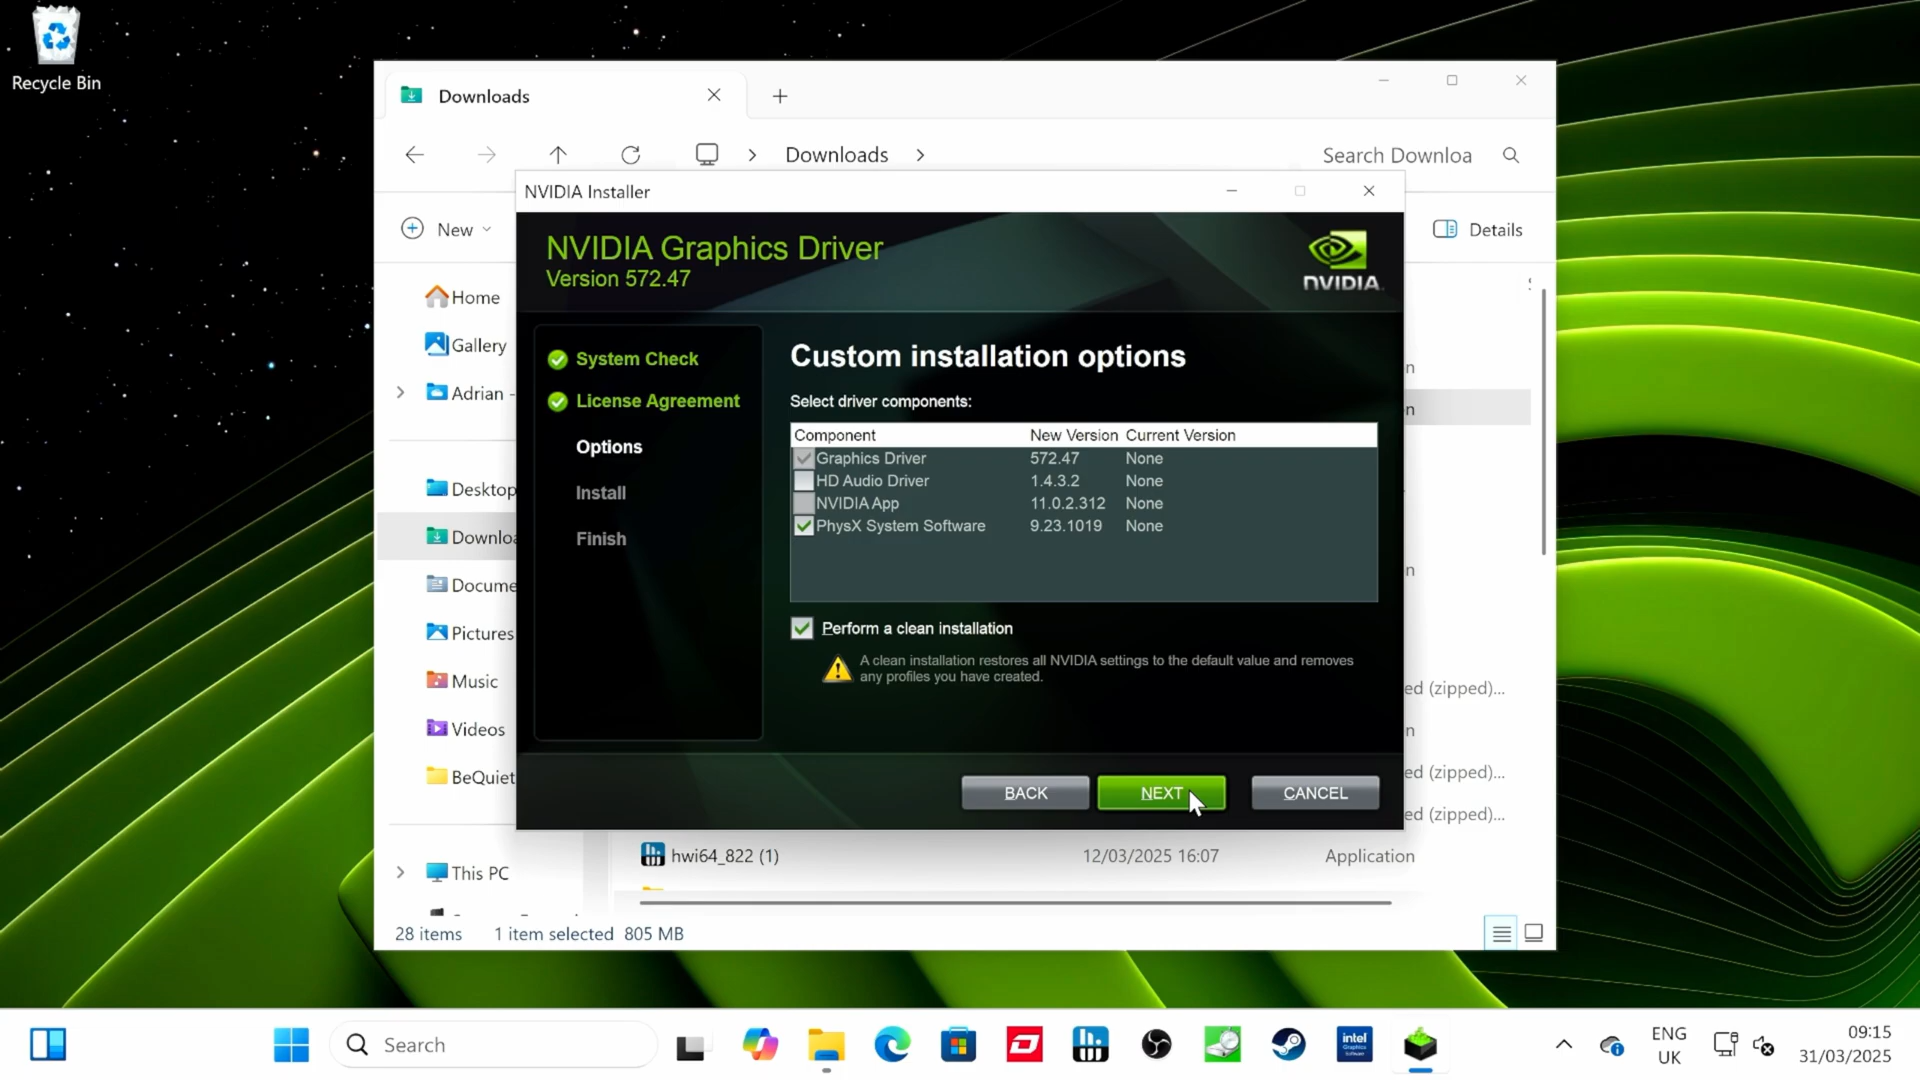 Recycle Bin
Downloads
Downloads
Search Downloa
NVIDIA Installer
New
Details
NVIDIA Graphics Driver
Version 572.47
NVIDIA
Home
Gallery
Adrian -
Desktop
Downloa
Docume
Pictures
Music
Videos
BeQuiet
This PC
System Check
License Agreement
Options
Install
Finish
Custom installation options
Select driver components:
Component New Version Current Version
Graphics Driver 572.47 None
HD Audio Driver 1.4.3.2 None
NVIDIA App 11.0.2.312 None
PhysX System Software 9.23.1019 None
Perform a clean installation
A clean installation restores all NVIDIA settings to the default value and removes
any profiles you have created.
BACK NEXT CANCEL
n
n
n
ed (zipped)...
n
ed (zipped)...
ed (zipped)...
hwi64_822 (1) 12/03/2025 16:07 Application
28 items 1 item selected 805 MB
Search
intel
Graphics
Software
ENG
UK
09:15
31/03/2025